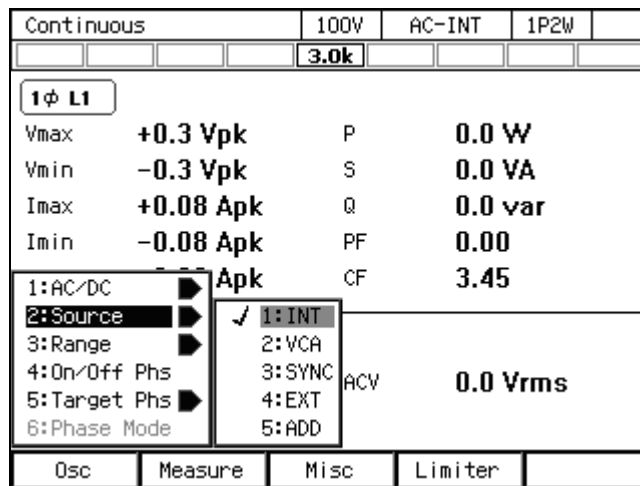 Continuous 100V AC-INT 1P2W
3.0k
1φ L1
Vmax +0.3 Vpk P 0.0 W
Vmin -0.3 Vpk S 0.0 VA
Imax +0.08 Apk Q 0.0 var
Imin -0.08 Apk PF 0.00
Apk CF 3.45
1:AC/DC
2:Source ✓ 1:INT
3:Range 2:VCA
4:On/Off Phs 3:SYNC ACV 0.0 Vrms
5:Target Phs 4:EXT
6:Phase Mode 5:ADD
Osc Measure Misc Limiter